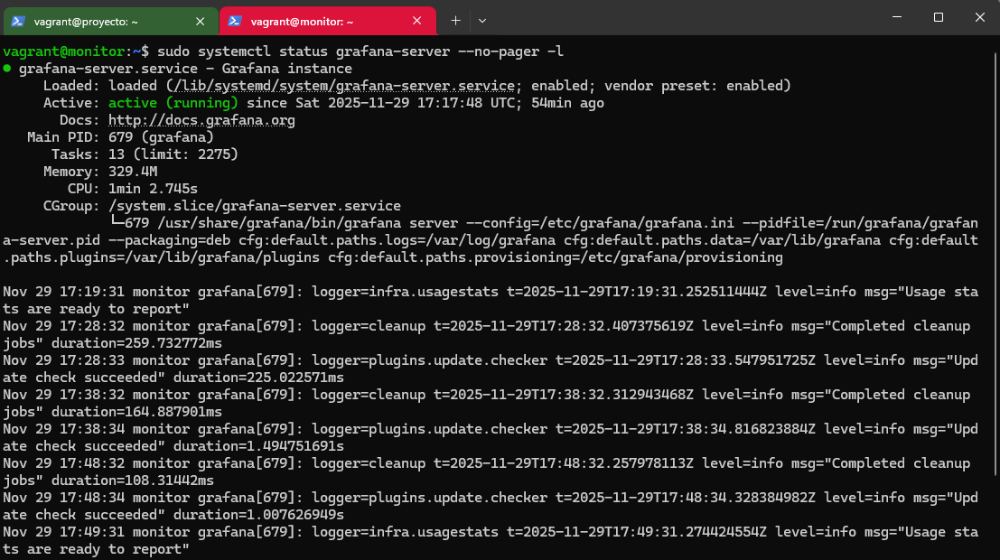 vagrant@proyecto: ~
vagrant@monitor: ~
vagrant@monitor:~$ sudo systemctl status grafana-server --no-pager -l
● grafana-server.service - Grafana instance
Loaded: loaded (/lib/systemd/system/grafana-server.service; enabled; vendor preset: enabled)
Active: active (running) since Sat 2025-11-29 17:17:48 UTC; 54min ago
Docs: http://docs.grafana.org
Main PID: 679 (grafana)
Tasks: 13 (limit: 2275)
Memory: 329.4M
CPU: 1min 2.745s
CGroup: /system.slice/grafana-server.service
└─679 /usr/share/grafana/bin/grafana server --config=/etc/grafana/grafana.ini --pidfile=/run/grafana/grafan
a-server.pid --packaging=deb cfg:default.paths.logs=/var/log/grafana cfg:default.paths.data=/var/lib/grafana cfg:default
.paths.plugins=/var/lib/grafana/plugins cfg:default.paths.provisioning=/etc/grafana/provisioning
Nov 29 17:19:31 monitor grafana[679]: logger=infra.usagestats t=2025-11-29T17:19:31.252511444Z level=info msg="Usage sta
ts are ready to report"
Nov 29 17:28:32 monitor grafana[679]: logger=cleanup t=2025-11-29T17:28:32.407375619Z level=info msg="Completed cleanup
jobs" duration=259.732772ms
Nov 29 17:28:33 monitor grafana[679]: logger=plugins.update.checker t=2025-11-29T17:28:33.547951725Z level=info msg="Upd
ate check succeeded" duration=225.022571ms
Nov 29 17:38:32 monitor grafana[679]: logger=cleanup t=2025-11-29T17:38:32.312943468Z level=info msg="Completed cleanup
jobs" duration=164.887901ms
Nov 29 17:38:34 monitor grafana[679]: logger=plugins.update.checker t=2025-11-29T17:38:34.816823884Z level=info msg="Upd
ate check succeeded" duration=1.494751691s
Nov 29 17:48:32 monitor grafana[679]: logger=cleanup t=2025-11-29T17:48:32.257978113Z level=info msg="Completed cleanup
jobs" duration=108.31442ms
Nov 29 17:48:34 monitor grafana[679]: logger=plugins.update.checker t=2025-11-29T17:48:34.328384982Z level=info msg="Upd
ate check succeeded" duration=1.007626949s
Nov 29 17:49:31 monitor grafana[679]: logger=infra.usagestats t=2025-11-29T17:49:31.274424554Z level=info msg="Usage sta
ts are ready to report"